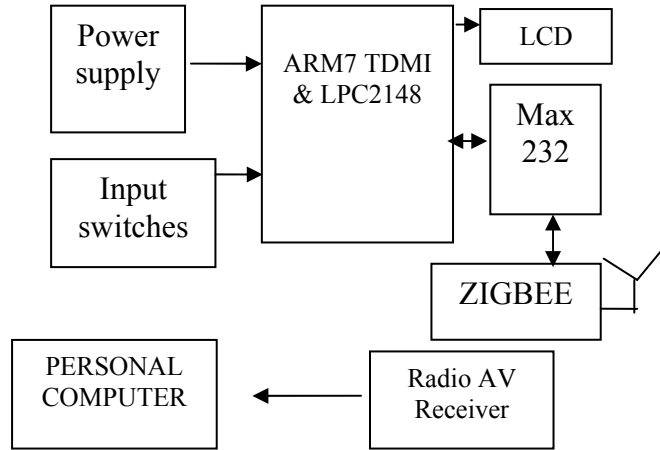 Power
supply
ARM7 TDMI
& LPC2148
LCD
Max
232
Input
switches
ZIGBEE
PERSONAL
COMPUTER
Radio AV
Receiver